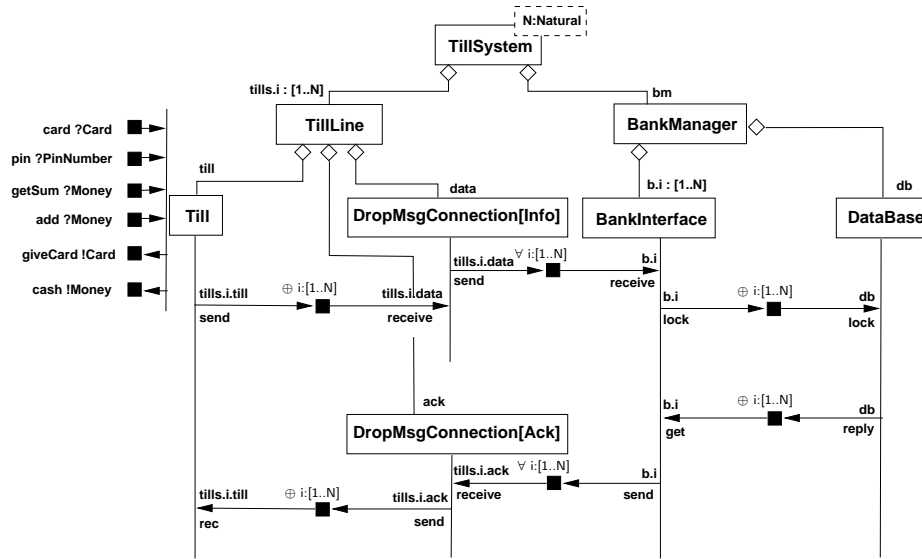 N:Natural
TillSystem
tills.i : [1..N]
bm
TillLine
BankManager
card ?Card
pin ?PinNumber
getSum ?Money
add ?Money
giveCard !Card
cash !Money
till
data
b.i : [1..N]
db
Till
DropMsgConnection[Info]
BankInterface
DataBase
tills.i.data
∀ i:[1..N]
b.i
send
receive
tills.i.till
⊕ i:[1..N]
tills.i.data
send
receive
b.i
⊕ i:[1..N]
db
lock
lock
ack
b.i
⊕ i:[1..N]
db
get
reply
DropMsgConnection[Ack]
tills.i.ack
∀ i:[1..N]
b.i
receive
send
tills.i.till
⊕ i:[1..N]
tills.i.ack
rec
send